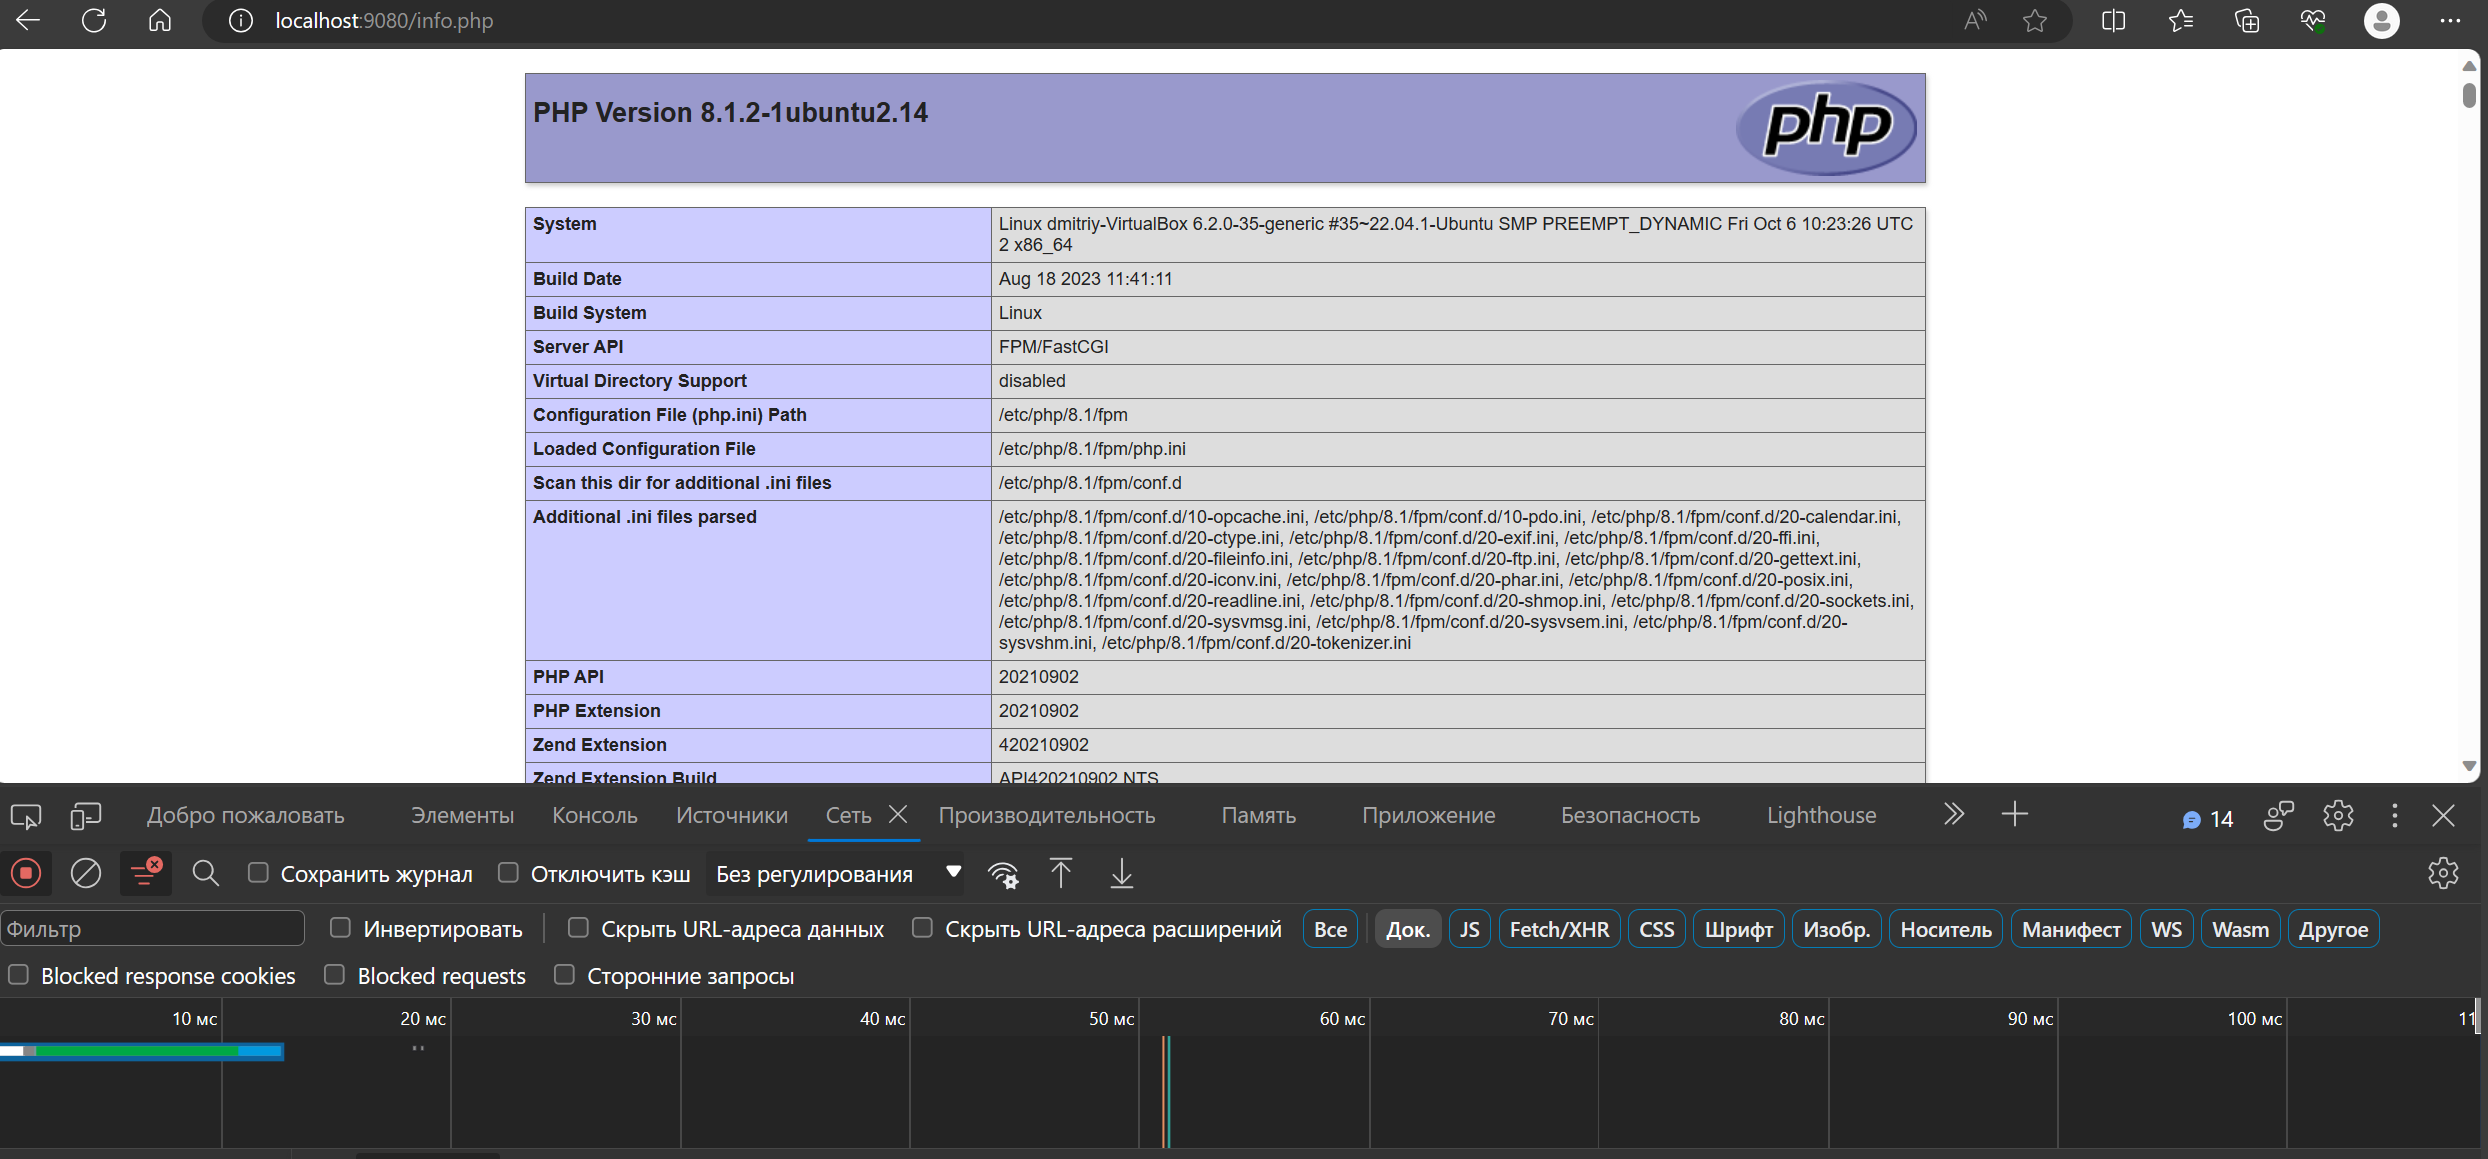 localhost:9080/info.php
PHP Version 8.1.2-1ubuntu2.14
php
System
Linux dmitriy-VirtualBox 6.2.0-35-generic #35~22.04.1-Ubuntu SMP PREEMPT_DYNAMIC Fri Oct 6 10:23:26 UTC
2 x86_64
Build Date
Aug 18 2023 11:41:11
Build System
Linux
Server API
FPM/FastCGI
Virtual Directory Support
disabled
Configuration File (php.ini) Path
/etc/php/8.1/fpm
Loaded Configuration File
/etc/php/8.1/fpm/php.ini
Scan this dir for additional .ini files
/etc/php/8.1/fpm/conf.d
Additional .ini files parsed
/etc/php/8.1/fpm/conf.d/10-opcache.ini, /etc/php/8.1/fpm/conf.d/10-pdo.ini, /etc/php/8.1/fpm/conf.d/20-calendar.ini,
/etc/php/8.1/fpm/conf.d/20-ctype.ini, /etc/php/8.1/fpm/conf.d/20-exif.ini, /etc/php/8.1/fpm/conf.d/20-ffi.ini,
/etc/php/8.1/fpm/conf.d/20-fileinfo.ini, /etc/php/8.1/fpm/conf.d/20-ftp.ini, /etc/php/8.1/fpm/conf.d/20-gettext.ini,
/etc/php/8.1/fpm/conf.d/20-iconv.ini, /etc/php/8.1/fpm/conf.d/20-phar.ini, /etc/php/8.1/fpm/conf.d/20-posix.ini,
/etc/php/8.1/fpm/conf.d/20-readline.ini, /etc/php/8.1/fpm/conf.d/20-shmop.ini, /etc/php/8.1/fpm/conf.d/20-sockets.ini,
/etc/php/8.1/fpm/conf.d/20-sysvmsg.ini, /etc/php/8.1/fpm/conf.d/20-sysvsem.ini, /etc/php/8.1/fpm/conf.d/20-
sysvshm.ini, /etc/php/8.1/fpm/conf.d/20-tokenizer.ini
PHP API
20210902
PHP Extension
20210902
Zend Extension
420210902
Zend Extension Build
API420210902,NTS
Добро пожаловать Элементы Консоль Источники Сеть Производительность Память Приложение Безопасность Lighthouse 14
Сохранить журнал Отключить кэш Без регулирования
Фильтр Инвертировать Скрыть URL-адреса данных Скрыть URL-адреса расширений Все Док. JS Fetch/XHR CSS Шрифт Изобр. Носитель Манифест WS Wasm Другое
Blocked response cookies Blocked requests Сторонние запросы
10 мс 20 мс 30 мс 40 мс 50 мс 60 мс 70 мс 80 мс 90 мс 100 мс 11